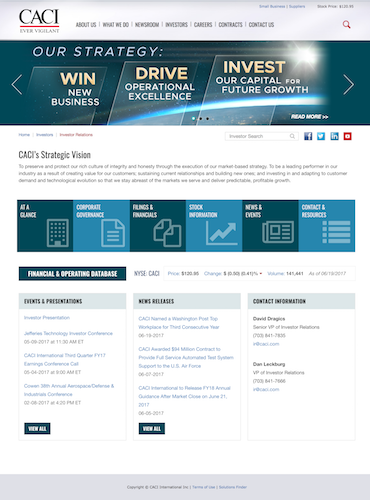 Small Business | Suppliers Stock Price: $120.95
CACI
EVER VIGILANT
ABOUT US WHAT WE DO NEWSROOM INVESTORS CAREERS CONTRACTS CONTACT US
OUR STRATEGY:
WIN
NEW
BUSINESS
DRIVE
OPERATIONAL
EXCELLENCE
INVEST
OUR CAPITAL FOR
FUTURE GROWTH
READ MORE >>
Home | Investors | Investor Relations
Investor Search
CACI's Strategic Vision
To preserve and protect our rich culture of integrity and honesty through the execution of our market-based strategy. To be a leading performer in our
industry as a result of creating value for our customers; sustaining current relationships and building new ones; and investing in and adapting to customer
demand and technological evolution so that we stay abreast of the markets we serve and deliver predictable, profitable growth.
AT A
GLANCE
CORPORATE
GOVERNANCE
FILINGS &
FINANCIALS
STOCK
INFORMATION
NEWS &
EVENTS
CONTACT &
RESOURCES
FINANCIAL & OPERATING DATABASE
NYSE: CACI Price: $120.95 Change: $ (0.50) (0.41)% Volume: 141,441 As of 06/19/2017
EVENTS & PRESENTATIONS
Investor Presentation
Jefferies Technology Investor Conference
05-08-2017 at 11:30 AM ET
CACI International Third Quarter FY17
Earnings Conference Call
05-04-2017 at 8:00 AM ET
Cowen 38th Annual Aerospace/Defense &
Industrials Conference
02-08-2017 at 4:20 PM ET
VIEW ALL
NEWS RELEASES
CACI Named a Washington Post Top
Workplace for Third Consecutive Year
06-19-2017
CACI Awarded $94 Million Contract to
Provide Full Service Automated Test System
Support to the U.S. Air Force
06-07-2017
CACI International to Release FY18 Annual
Guidance After Market Close on June 21,
2017
06-05-2017
VIEW ALL
CONTACT INFORMATION
David Dragics
Senior VP of Investor Relations
(703) 841-7835
ir@caci.com
Dan Leckburg
VP of Investor Relations
(703) 841-7666
ir@caci.com
Copyright © CACI International Inc | Terms of Use | Solutions Finder